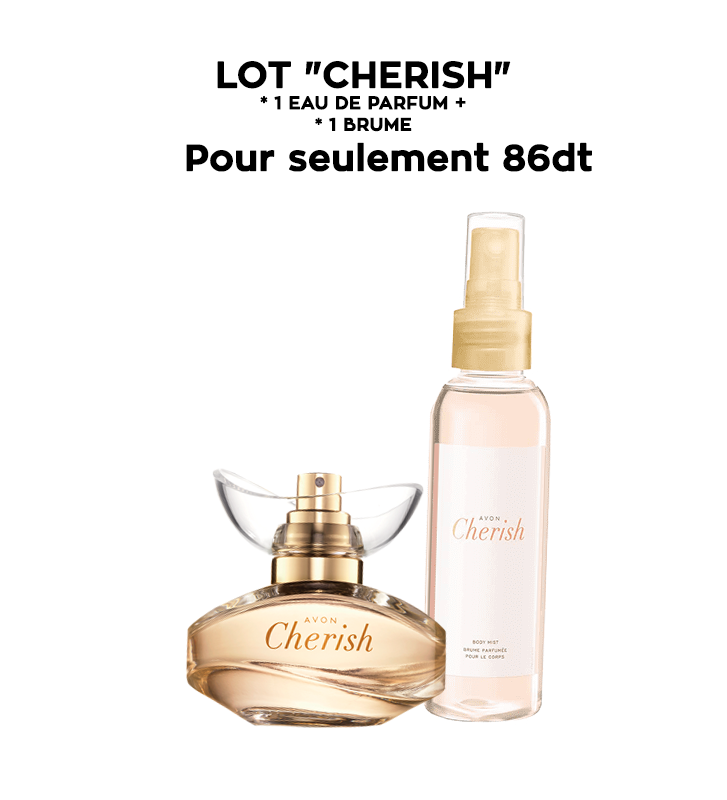 LOT "CHERISH"
* 1 EAU DE PARFUM +
* 1 BRUME
Pour seulement 86dt
AVON
Cherish
BODY MIST
BRUME PARFUMÉE
POUR LE CORPS
AVON
Cherish